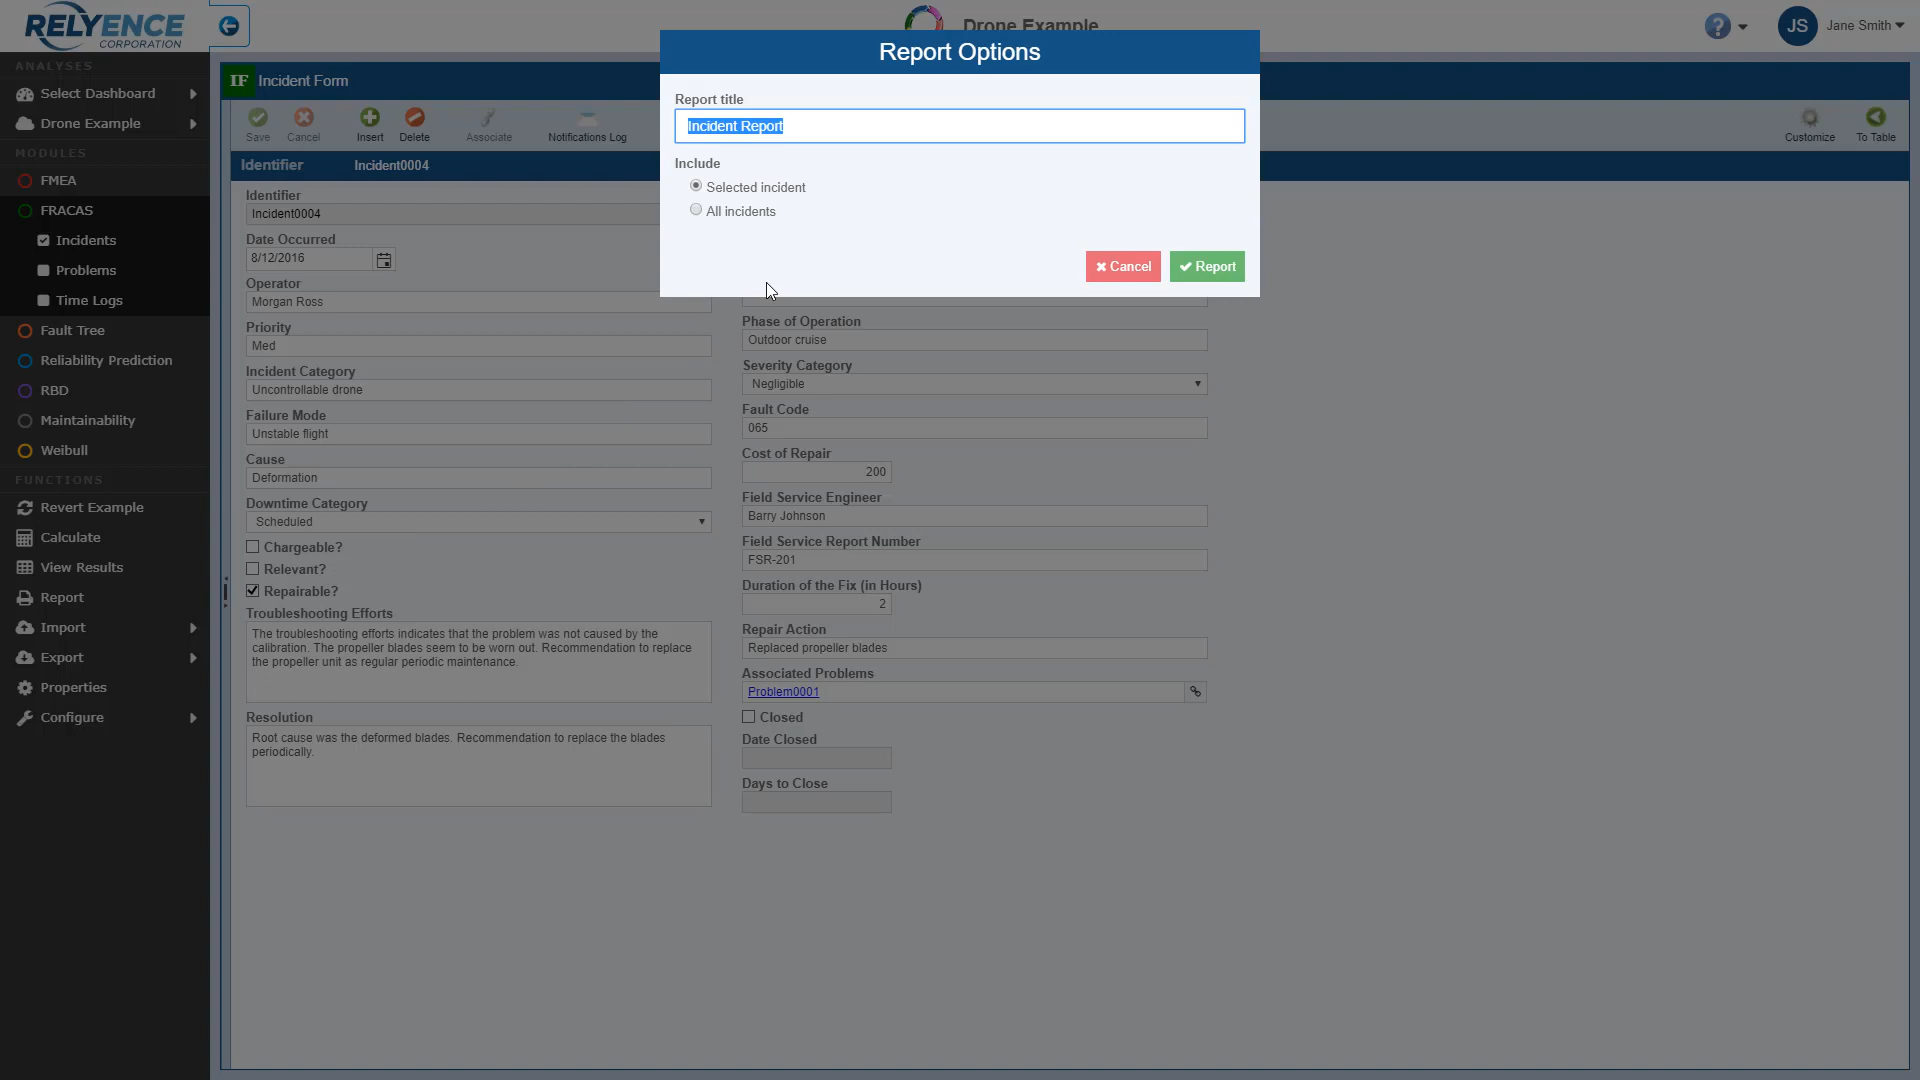 RELYENCE
CORPORATION
Drone Example
?
JS
Jane Smith
ANALYSES
Select Dashboard
Drone Example
MODULES
FMEA
FRACAS
Incidents
Problems
Time Logs
Fault Tree
Reliability Prediction
RBD
Maintainability
Weibull
FUNCTIONS
Revert Example
Calculate
View Results
Report
Import
Export
Properties
Configure
IF Incident Form
Save
Cancel
Insert
Delete
Associate
Notifications Log
Customize
To Table
Identifier Incident0004
Report Options
Report title
Incident Report
Include
Selected incident
All incidents
Cancel
Report
Identifier
Incident0004
Date Occurred
8/12/2016
Operator
Morgan Ross
Priority
Med
Incident Category
Uncontrollable drone
Failure Mode
Unstable flight
Cause
Deformation
Downtime Category
Scheduled
Chargeable?
Relevant?
Repairable?
Troubleshooting Efforts
The troubleshooting efforts indicates that the problem was not caused by the
calibration. The propeller blades seem to be worn out. Recommendation to replace
the propeller unit as regular periodic maintenance.
Resolution
Root cause was the deformed blades. Recommendation to replace the blades
periodically.
Phase of Operation
Outdoor cruise
Severity Category
Negligible
Fault Code
065
Cost of Repair
200
Field Service Engineer
Barry Johnson
Field Service Report Number
FSR-201
Duration of the Fix (in Hours)
2
Repair Action
Replaced propeller blades
Associated Problems
Problem0001
Closed
Date Closed
Days to Close